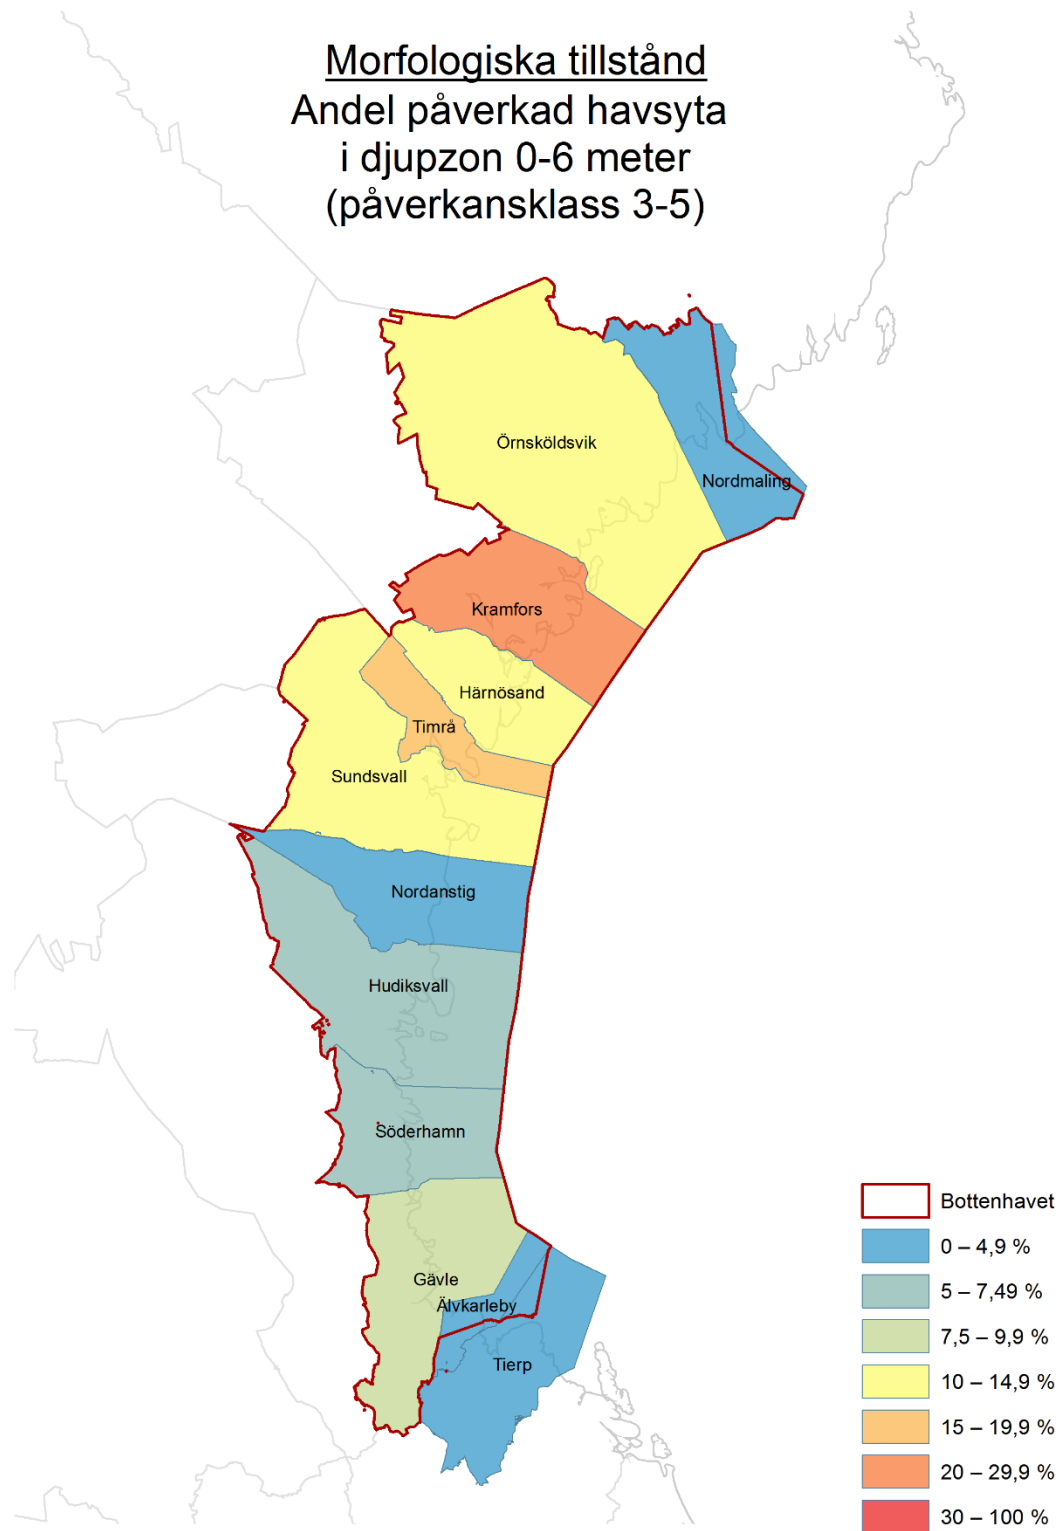 Morfologiska tillstånd
Andel påverkad havsyta
i djupzon 0-6 meter
(påverkansklass 3-5)
Örnsköldsvik
Nordmaling
Kramfors
Härnösand
Timrå
Sundsvall
Nordanstig
Hudiksvall
Söderhamn
Gävle
Älvkarleby
Tierp
Bottenhavet
0 – 4,9 %
5 – 7,49%
7,5 – 9,9 %
10 – 14,9 %
15 – 19,9 %
20 – 29,9 %
30 – 100 %